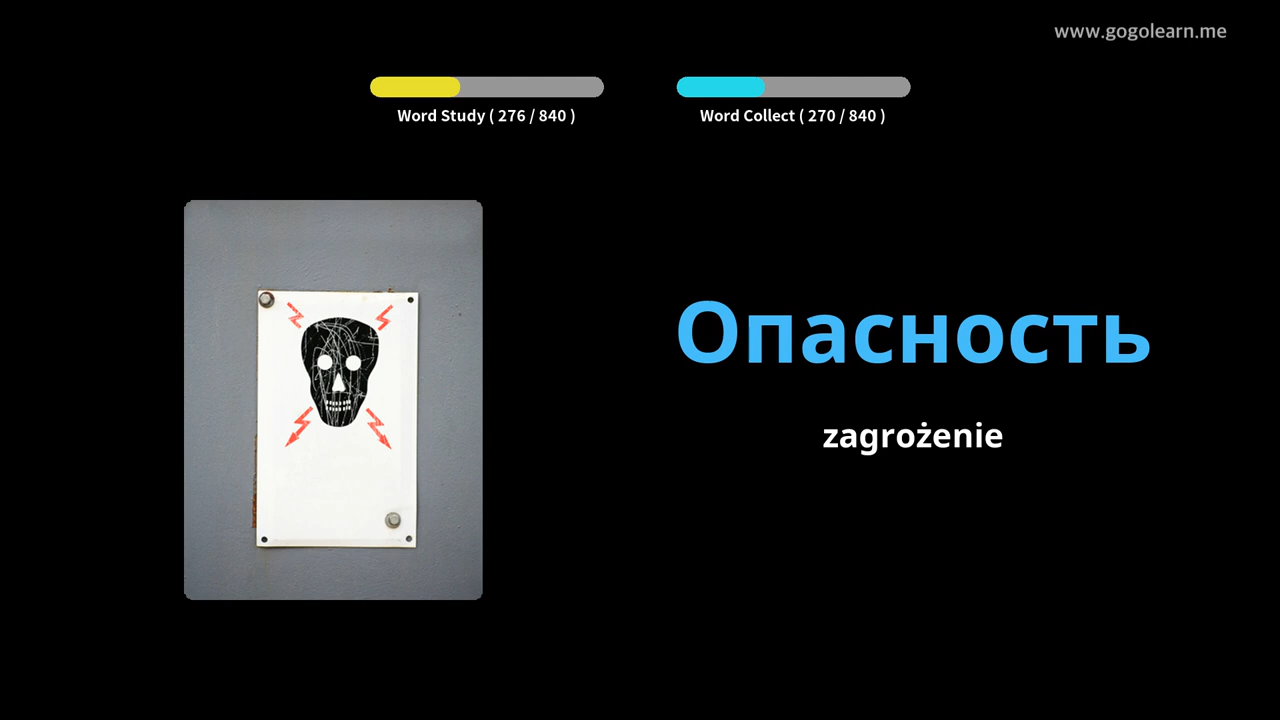 www.gogolearn.me
Word Study ( 276 / 840 )
Word Collect ( 270 / 840 )
Опасность
zagrożenie